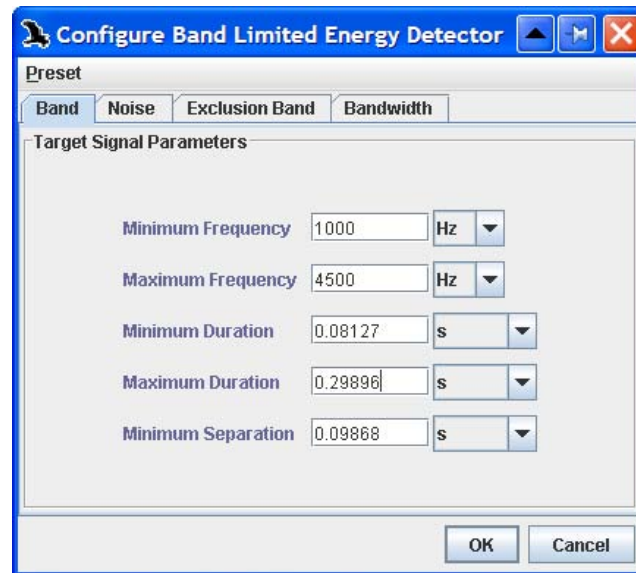 Configure Band Limited Energy Detector
Preset
Band Noise Exclusion Band Bandwidth
Target Signal Parameters
Minimum Frequency 1000 Hz
Maximum Frequency 4500 Hz
Minimum Duration 0.08127 s
Maximum Duration 0.29896 s
Minimum Separation 0.09868 s
OK Cancel